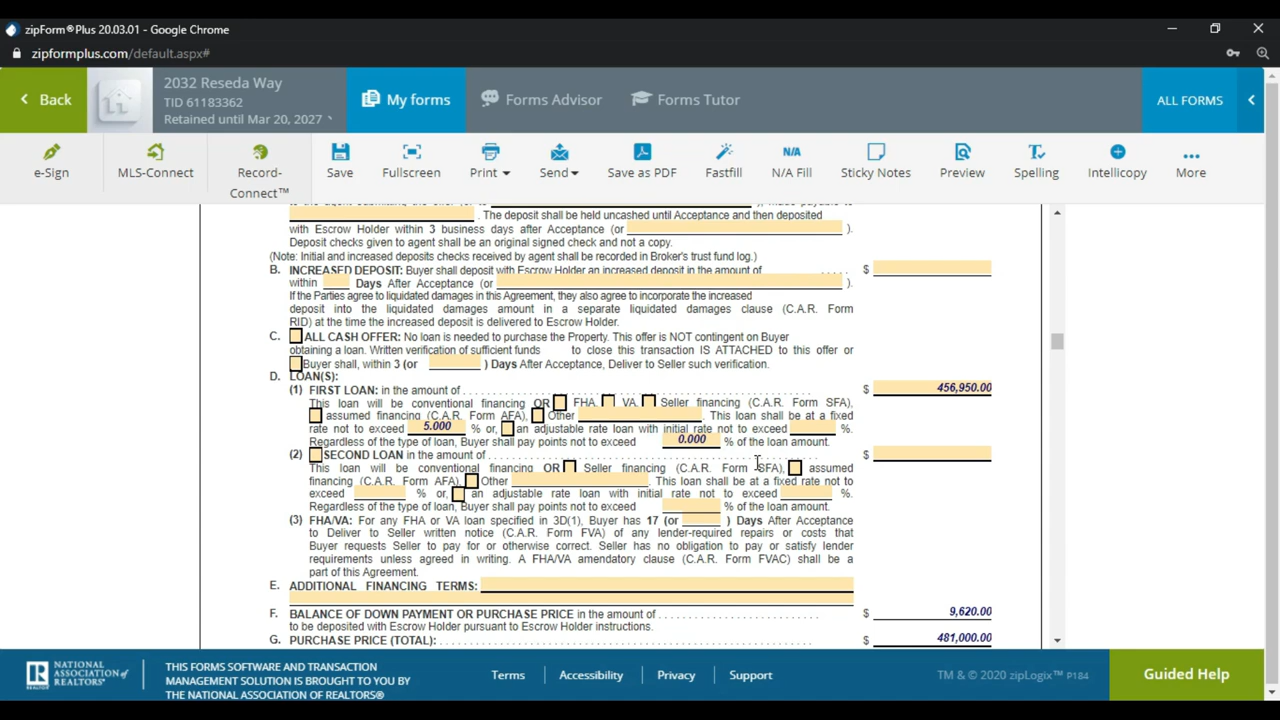 zipForm®Plus 20.03.01 - Google Chrome
zipformplus.com/default.aspx#
Back
2032 Reseda Way
TID 61183362
Retained until Mar 20, 2027
My forms
Forms Advisor
Forms Tutor
ALL FORMS
e-Sign
MLS-Connect
Record-
Connect™
Save
Fullscreen
Print
Send
Save as PDF
Fastfill
N/A
N/A Fill
Sticky Notes
Preview
Spelling
Intellocopy
More
to the agent submitting the offer (or to ), made payable to
. The deposit shall be held uncashed until Acceptance and then deposited
with Escrow Holder within 3 business days after Acceptance (or ).
Deposit checks given to agent shall be an original signed check and not a copy.
(Note: Initial and increased deposits checks received by agent shall be recorded in Broker's trust fund log.)
B. INCREASED DEPOSIT: Buyer shall deposit with Escrow Holder an increased deposit in the amount of . . . . . $
within Days After Acceptance (or ).
If the Parties agree to liquidated damages in this Agreement, they also agree to incorporate the increased
deposit into the liquidated damages amount in a separate liquidated damages clause (C.A.R. Form
RID) at the time the increased deposit is delivered to Escrow Holder.
C. ALL CASH OFFER: No loan is needed to purchase the Property. This offer is NOT contingent on Buyer
obtaining a loan. Written verification of sufficient funds to close this transaction IS ATTACHED to this offer or
Buyer shall, within 3 (or ) Days After Acceptance, Deliver to Seller such verification.
D. LOAN(S):
(1) FIRST LOAN: in the amount of . . . . . . . . . . $ 456,950.00
This loan will be conventional financing OR FHA, VA, Seller financing (C.A.R. Form SFA),
assumed financing (C.A.R. Form AFA), Other . This loan shall be at a fixed
rate not to exceed 5.000 % or, an adjustable rate loan with initial rate not to exceed %.
Regardless of the type of loan, Buyer shall pay points not to exceed 0.000 % of the loan amount.
(2) SECOND LOAN in the amount of . . . . . . . . . . $
This loan will be conventional financing OR Seller financing (C.A.R. Form SFA), assumed
financing (C.A.R. Form AFA), Other . This loan shall be at a fixed rate not to
exceed % or, an adjustable rate loan with initial rate not to exceed %.
Regardless of the type of loan, Buyer shall pay points not to exceed % of the loan amount.
(3) FHA/VA: For any FHA or VA loan specified in 3D(1), Buyer has 17 (or ) Days After Acceptance
to Deliver to Seller written notice (C.A.R. Form FVA) of any lender-required repairs or costs that
Buyer requests Seller to pay for or otherwise correct. Seller has no obligation to pay or satisfy lender
requirements unless agreed in writing. A FHA/VA amendatory clause (C.A.R. Form FVAC) shall be a
part of this Agreement.
E. ADDITIONAL FINANCING TERMS:
F. BALANCE OF DOWN PAYMENT OR PURCHASE PRICE in the amount of . . . . . . . . . . $ 9,620.00
to be deposited with Escrow Holder pursuant to Escrow Holder instructions.
G. PURCHASE PRICE (TOTAL): . . . . . . . . . . $ 481,000.00
R
REALTOR®
NATIONAL
ASSOCIATION of
REALTORS®
THIS FORMS SOFTWARE AND TRANSACTION
MANAGEMENT SOLUTION IS BROUGHT TO YOU BY
THE NATIONAL ASSOCIATION OF REALTORS®
Terms
Accessibility
Privacy
Support
TM & © 2020 zipLogix™ P184
Guided Help